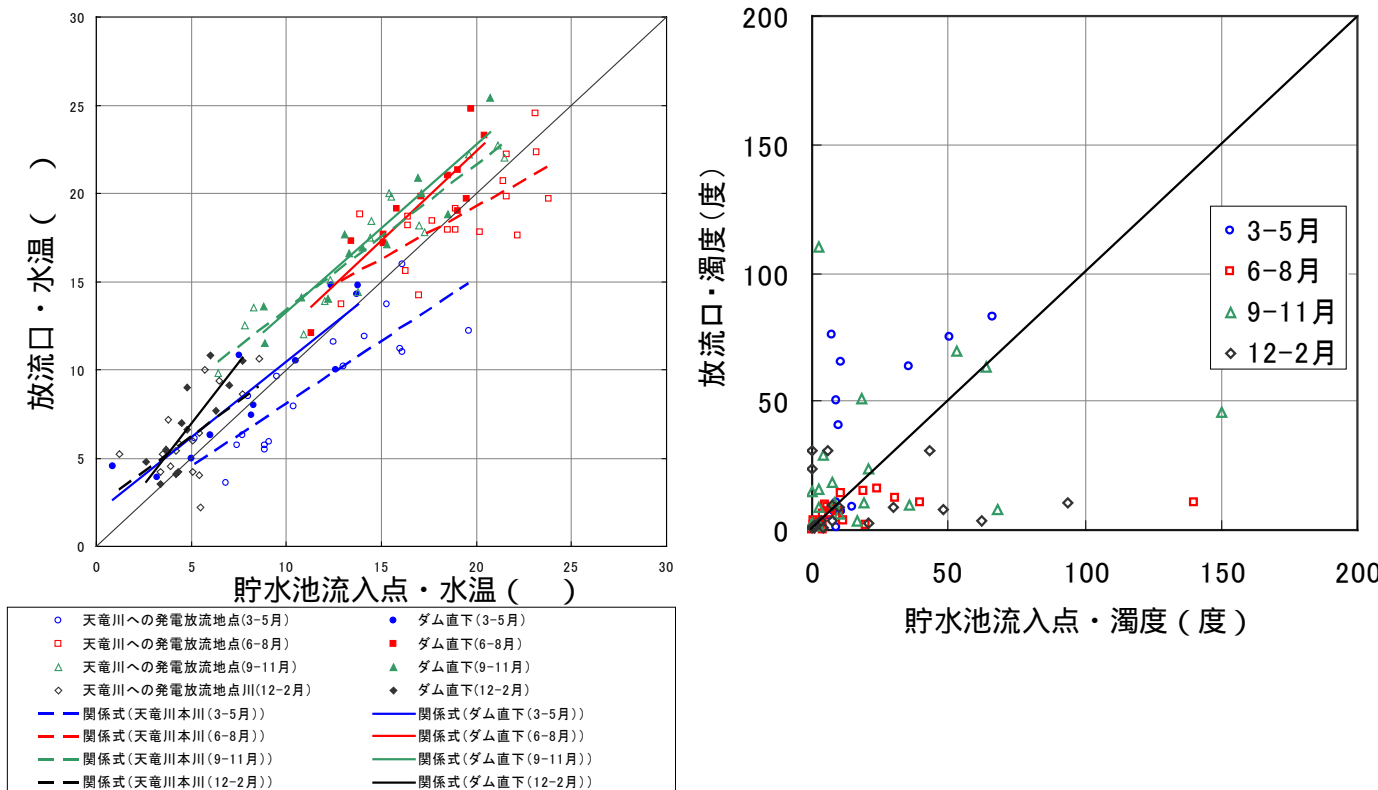 30
25
20
15
10
5
0
0
5
10
15
20
25
30
放流口・水温(　　)
貯水池流入点・水温(　　)
天竜川への発電放流地点(3-5月)
ダム直下(3-5月)
天竜川への発電放流地点(6-8月)
ダム直下(6-8月)
天竜川への発電放流地点(9-11月)
ダム直下(9-11月)
天竜川への発電放流地点川(12-2月)
ダム直下(12-2月)
関係式(天竜川本川(3-5月))
関係式(ダム直下(3-5月))
関係式(天竜川本川(6-8月))
関係式(ダム直下(6-8月))
関係式(天竜川本川(9-11月))
関係式(ダム直下(9-11月))
関係式(天竜川本川(12-2月))
関係式(ダム直下(12-2月))
200
150
100
50
0
0
50
100
150
200
放流口・濁度(度)
貯水池流入点・濁度(度)
3-5月
6-8月
9-11月
12-2月